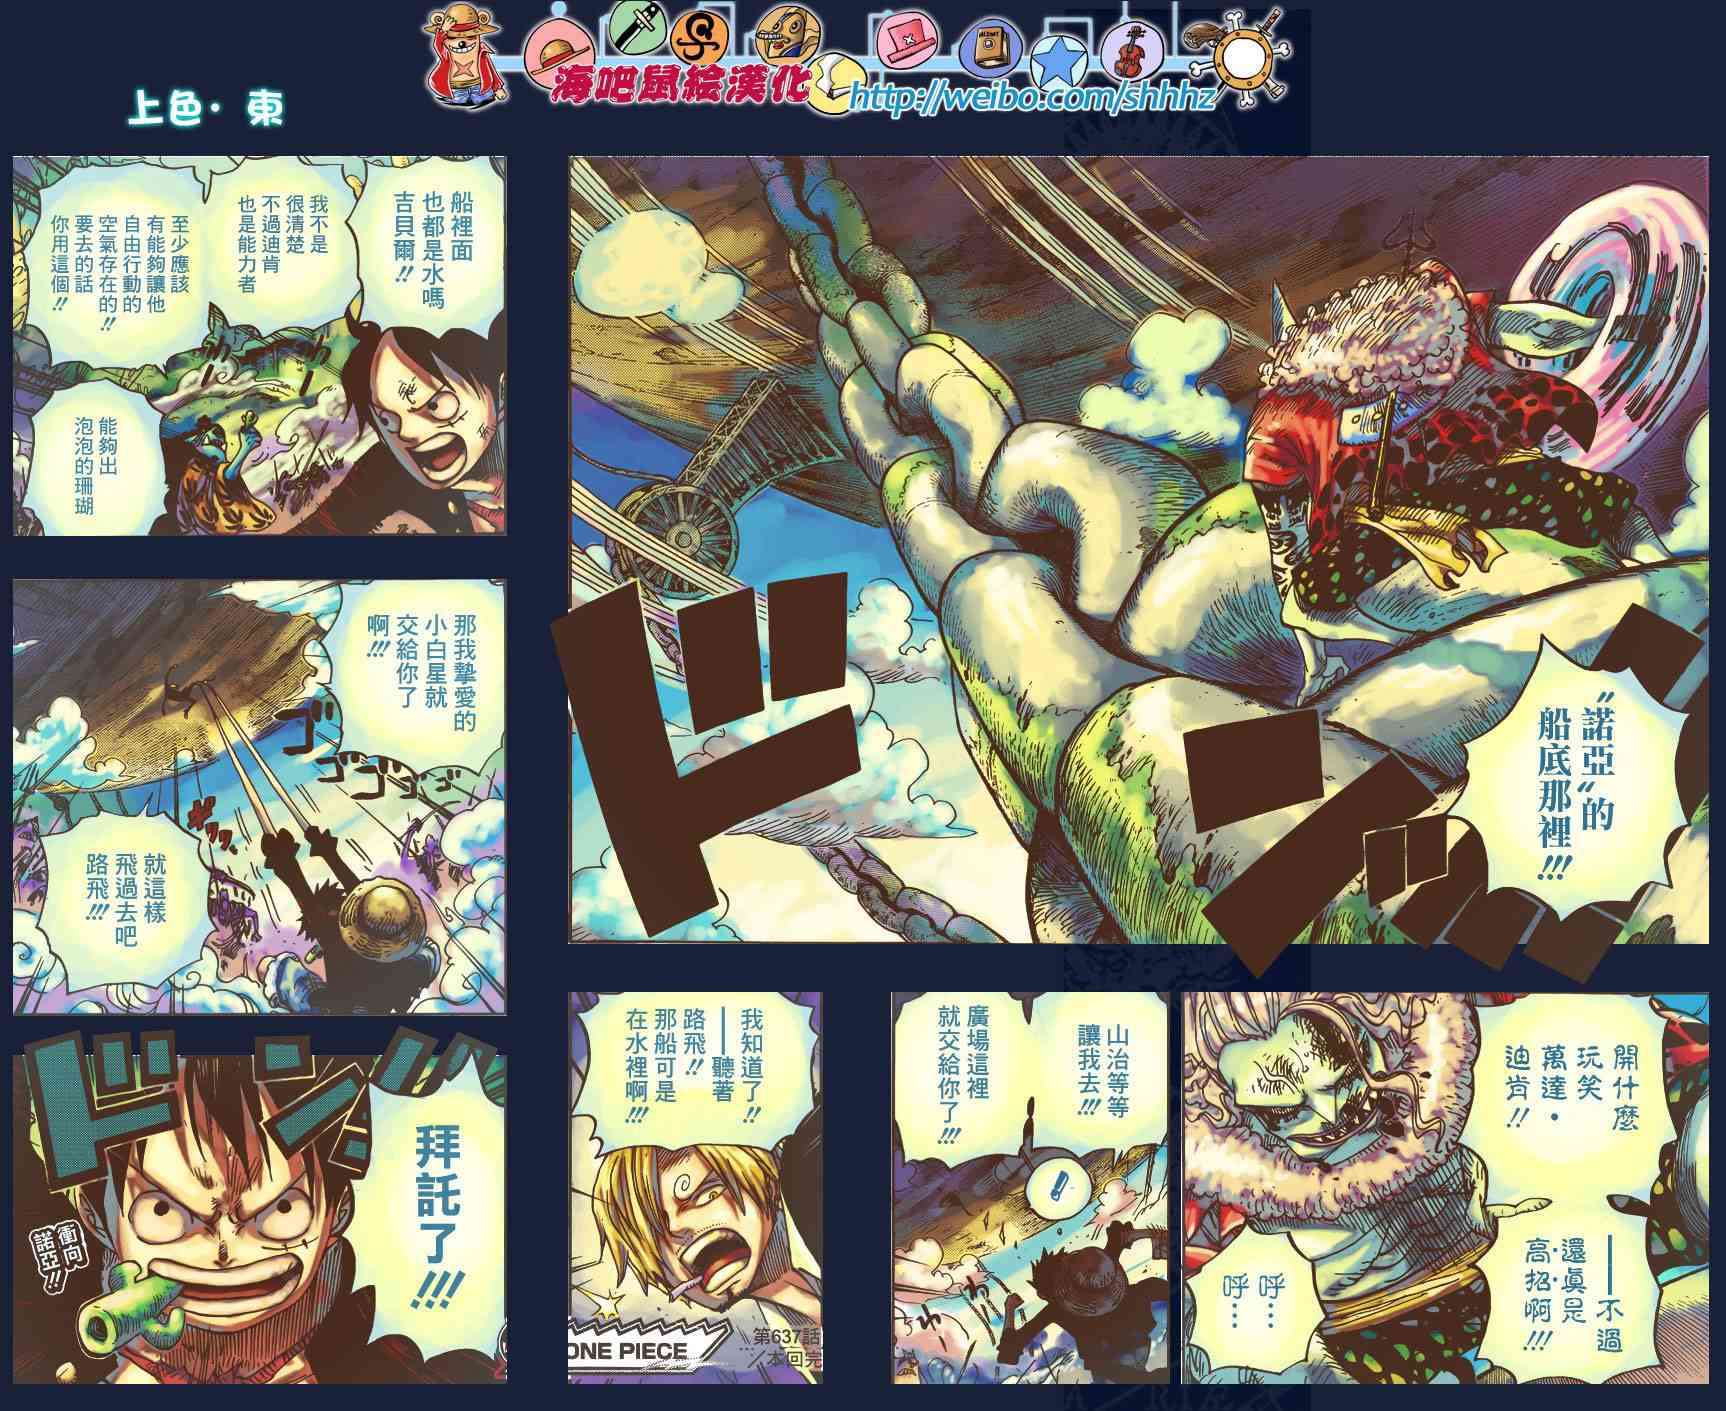 海吧鼠绘漢化
http://weibo.com/shhhz
上色·東
“諾亞”的
船底那裡!!!
ドン
開什麼
玩笑
萬達·
迪肯!!
——不過
還真是
高招啊!!!
呼…
呼…
山治等等
讓我去!!!
廣場這裡
就交給你了!!!
!
我知道了!!
——聽著
路飛!!
那船可是
在水裡啊!!!
ONE PIECE
第637話
／本回完
船裡面
也都是水嗎
吉貝爾!!
我不是
很清楚
不過迪肯
也是能力者
至少應該
有能夠讓他
自由行動的
空氣存在的!!
要去的話
你用這個!!
能夠出
泡泡的珊瑚
那我摯愛的
小白星就
交給你了
啊!!!
ゴゴゴゴゴ
就這樣
飛過去吧
路飛!!!
ドン
拜託了!!!
衝向
諾亞!!